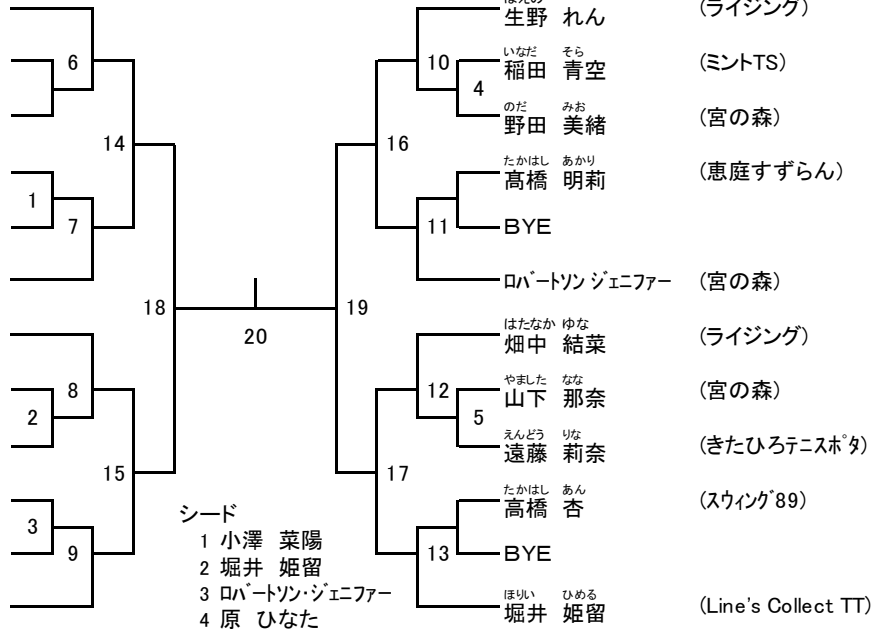 生野 れん (ライジング)
6
10
いなだ そら
稲田 青空 (ミントTS)
4
のだ みお
野田 美緒 (宮の森)
14
16
たかはし あかり
髙橋 明莉 (恵庭すずらん)
1
7
11
BYE
ロバートソン ジェニファー (宮の森)
18
19
20
はたなか ゆな
畑中 結菜 (ライジング)
8
12
やました なな
山下 那奈 (宮の森)
2
5
えんどう りな
遠藤 莉奈 (きたひろテニスポタ)
15
17
たかはし あん
高橋 杏 (スウィング89)
シード
3
1 小澤 菜陽
9
13
BYE
2 堀井 姫留
3 ロバートソン・ジェニファー
ほりい ひめる
堀井 姫留 (Line's Collect TT)
4 原 ひなた